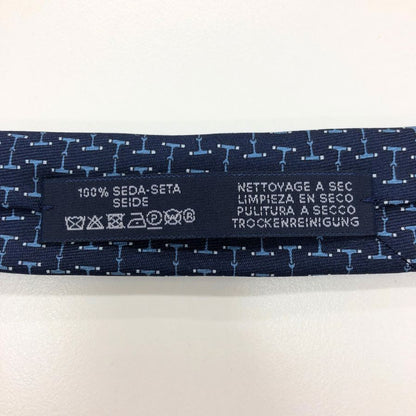 100% SEDA-SETA
SEIDE
NETTOYAGE A SEC
LIMPIEZA EN SECO
PULITURA A SECCO
TROCKENREINIGUNG